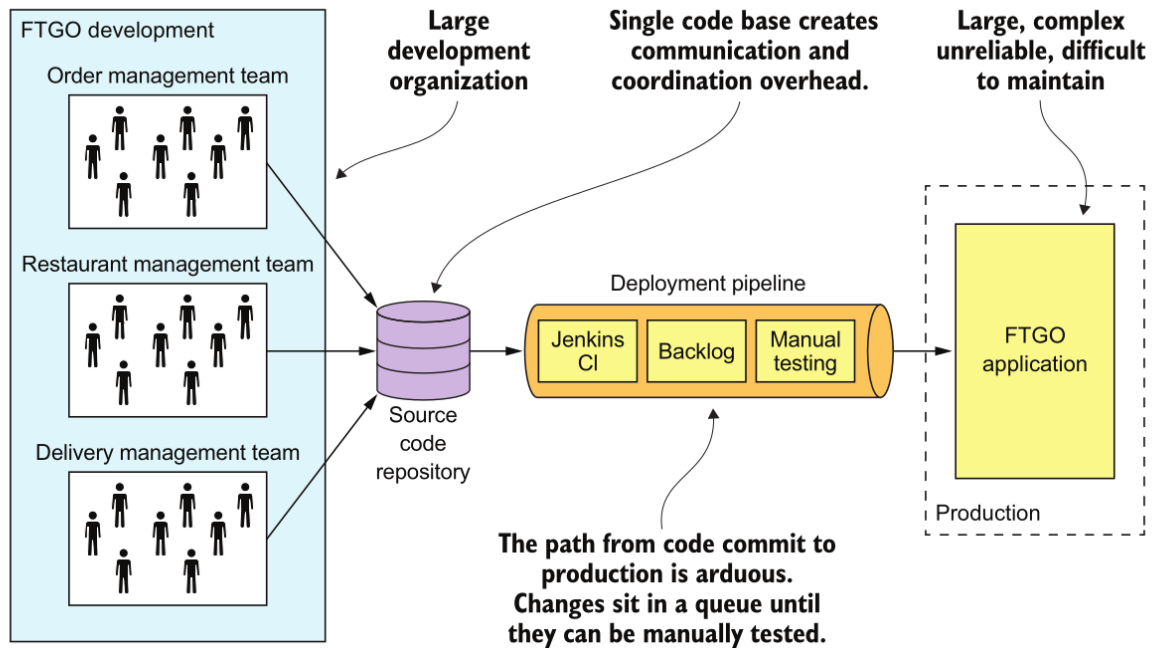 FTGO development
Order management team
Restaurant management team
Delivery management team
Large
development
organization
Single code base creates
communication and
coordination overhead.
Large, complex
unreliable, difficult
to maintain
Source
code
repository
Deployment pipeline
Jenkins
CI
Backlog
Manual
testing
The path from code commit to
production is arduous.
Changes sit in a queue until
they can be manually tested.
FTGO
application
Production